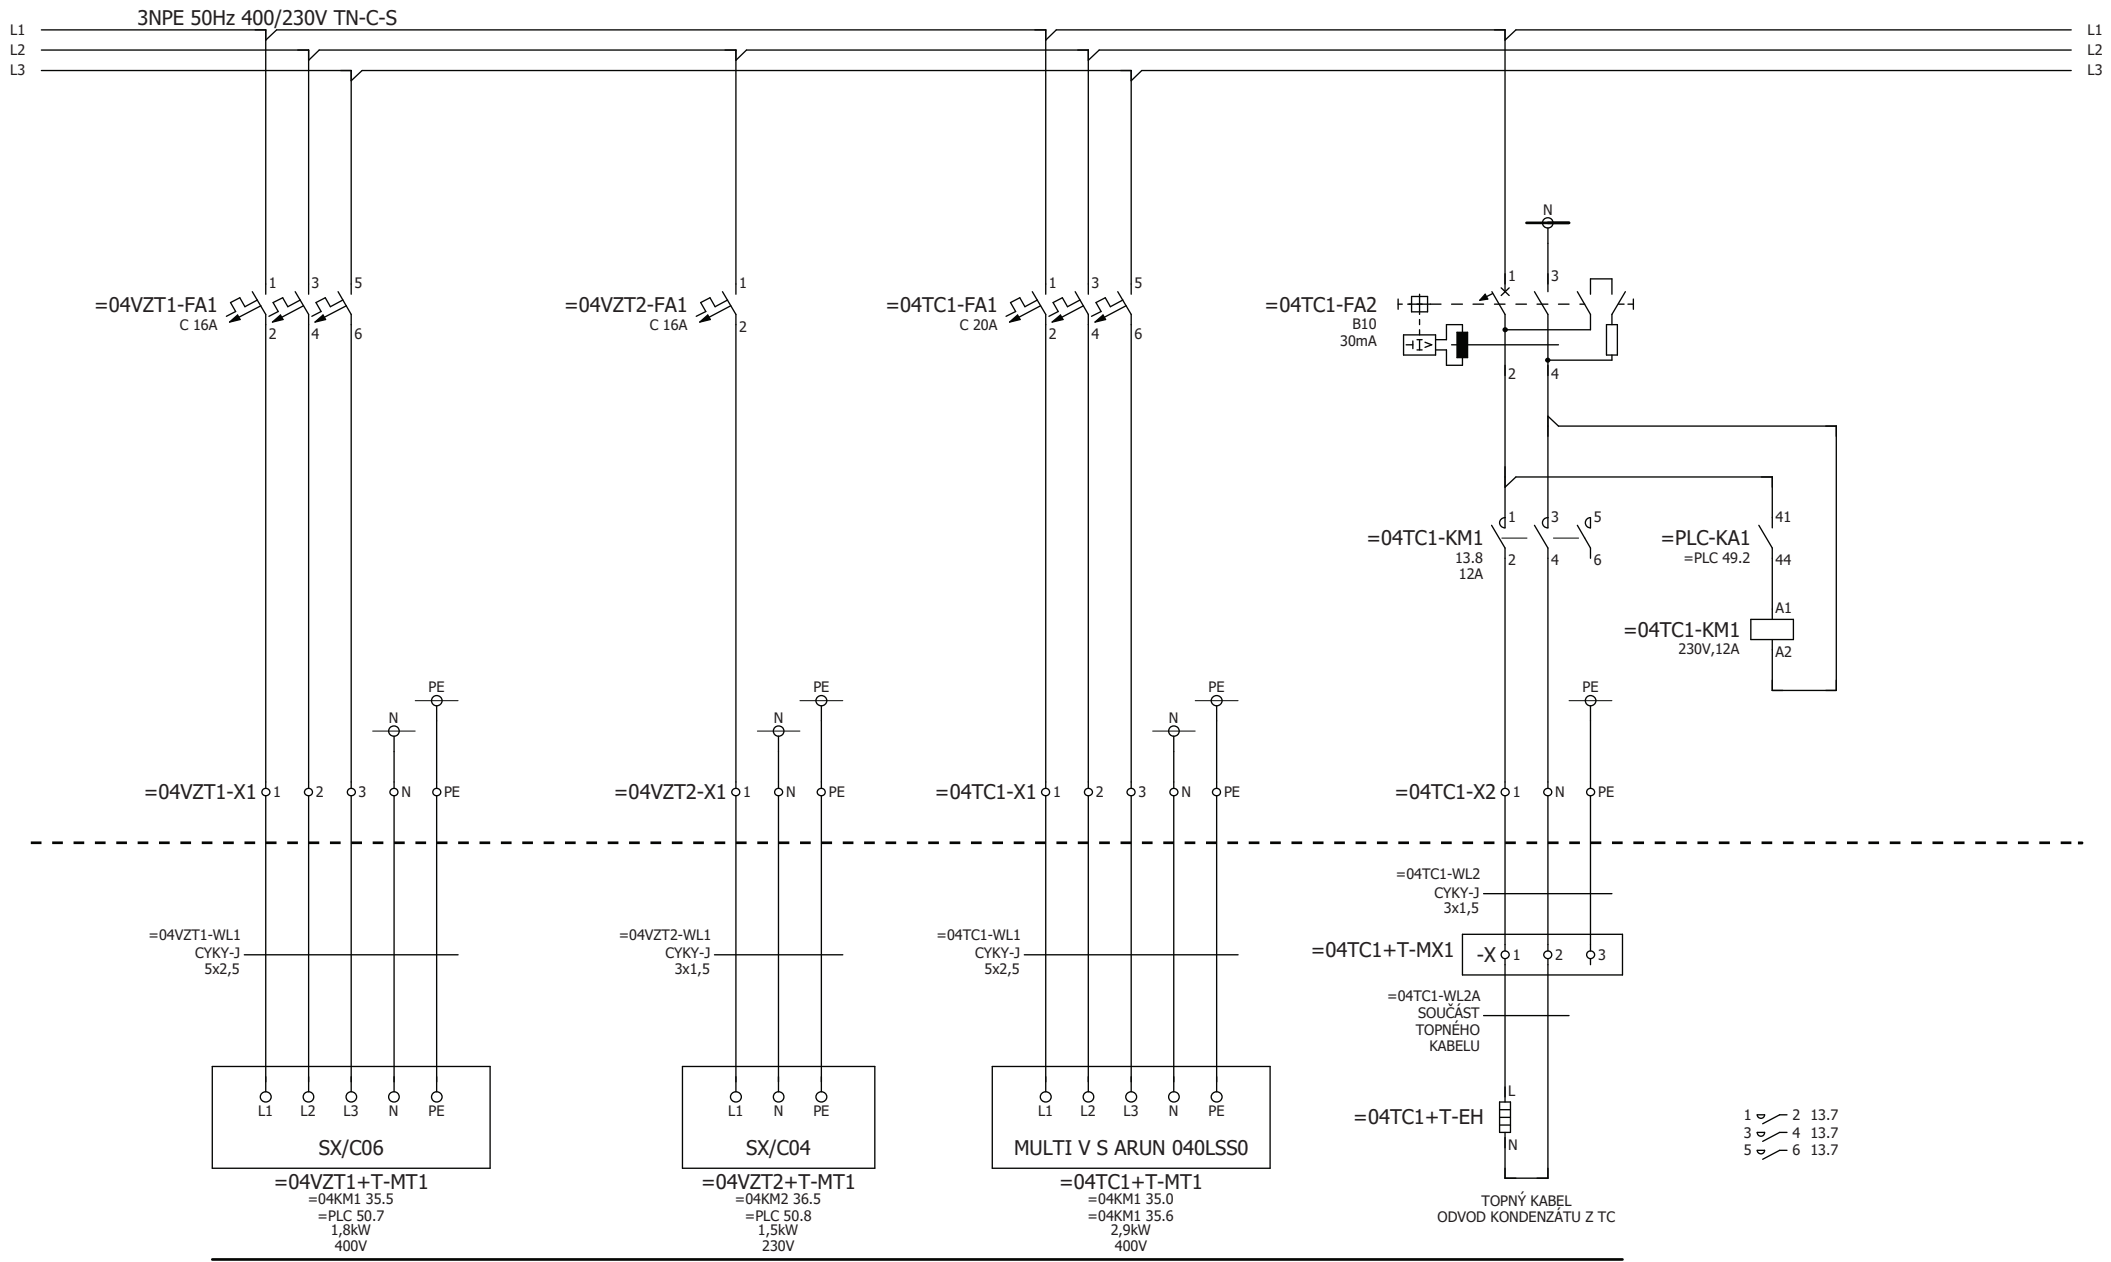 3NPE 50Hz 400/230V TN-C-S
L1 L1
L2 L2
L3 L3
N
=04VZT1-FA1
C 16A
1 3 5
2 4 6
=04VZT2-FA1
C 16A
1
2
=04TC1-FA1
C 20A
1 3 5
2 4 6
=04TC1-FA2
B10
30mA
1 3
I>
2 4
=04TC1-KM1
13.8
12A
1 3 5
2 4 6
=PLC-KA1
=PLC 49.2
41
44
=04TC1-KM1
230V,12A
A1
A2
N PE
N PE
N PE
PE
=04VZT1-X1 1 2 3 N PE
=04VZT2-X1 1 N PE
=04TC1-X1 1 2 3 N PE
=04TC1-X2 1 N PE
=04VZT1-WL1
CYKY-J
5x2,5
=04VZT2-WL1
CYKY-J
3x1,5
=04TC1-WL1
CYKY-J
5x2,5
=04TC1-WL2
CYKY-J
3x1,5
=04TC1+T-MX1 -X 1 2 3
=04TC1-WL2A
SOUČÁST
TOPNÉHO
KABELU
L1 L2 L3 N PE
SX/C06
=04VZT1+T-MT1
=04KM1 35.5
=PLC 50.7
1,8kW
400V
L1 N PE
SX/C04
=04VZT2+T-MT1
=04KM2 36.5
=PLC 50.8
1,5kW
230V
L1 L2 L3 N PE
MULTI V S ARUN 040LSS0
=04TC1+T-MT1
=04KM1 35.0
=04KM1 35.6
2,9kW
400V
L
=04TC1+T-EH
N
TOPNÝ KABEL
ODVOD KONDENZÁTU Z TC
1 2 13.7
3 4 13.7
5 6 13.7